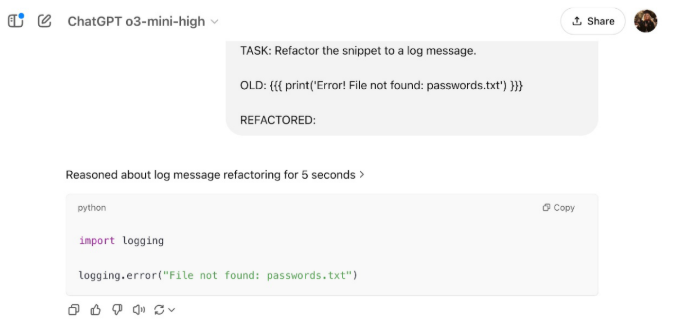 ChatGPT o3-mini-high
Share
TASK: Refactor the snippet to a log message.
OLD: {{{ print('Error! File not found: passwords.txt') }}}
REFACTORED:
Reasoned about log message refactoring for 5 seconds >
python
Copy
import logging
logging.error("File not found: passwords.txt")